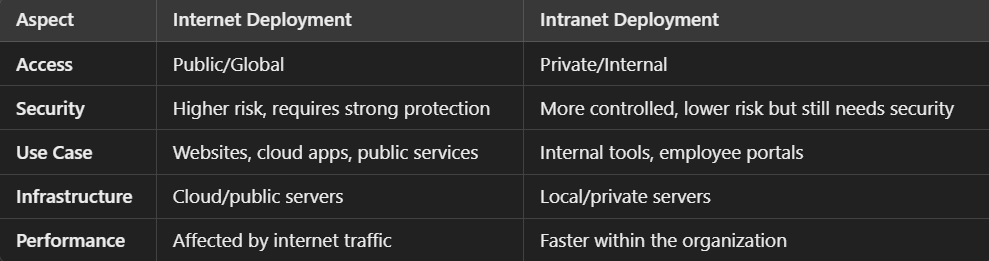 Aspect Internet Deployment Intranet Deployment
Access Public/Global Private/Internal
Security Higher risk, requires strong protection More controlled, lower risk but still needs security
Use Case Websites, cloud apps, public services Internal tools, employee portals
Infrastructure Cloud/public servers Local/private servers
Performance Affected by internet traffic Faster within the organization